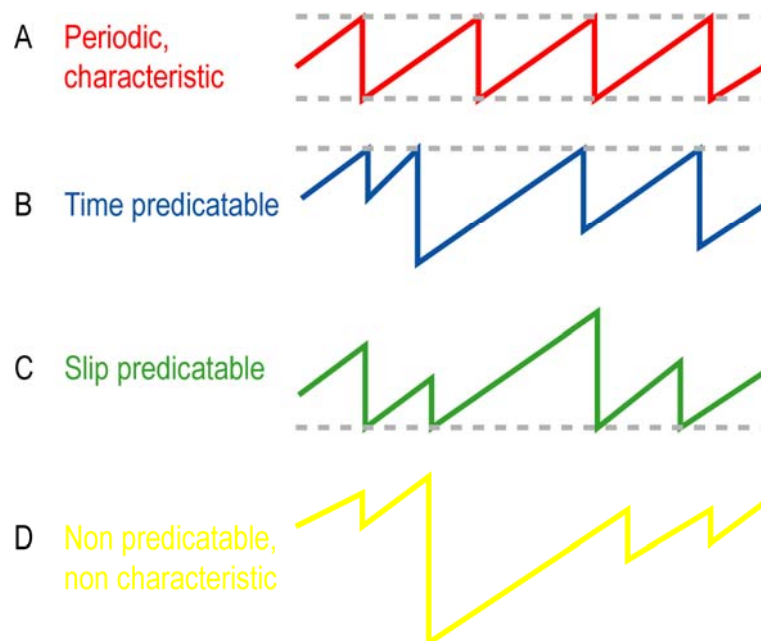 A Periodic,
characteristic
B Time predicatable
C Slip predicatable
D Non predicatable,
non characteristic